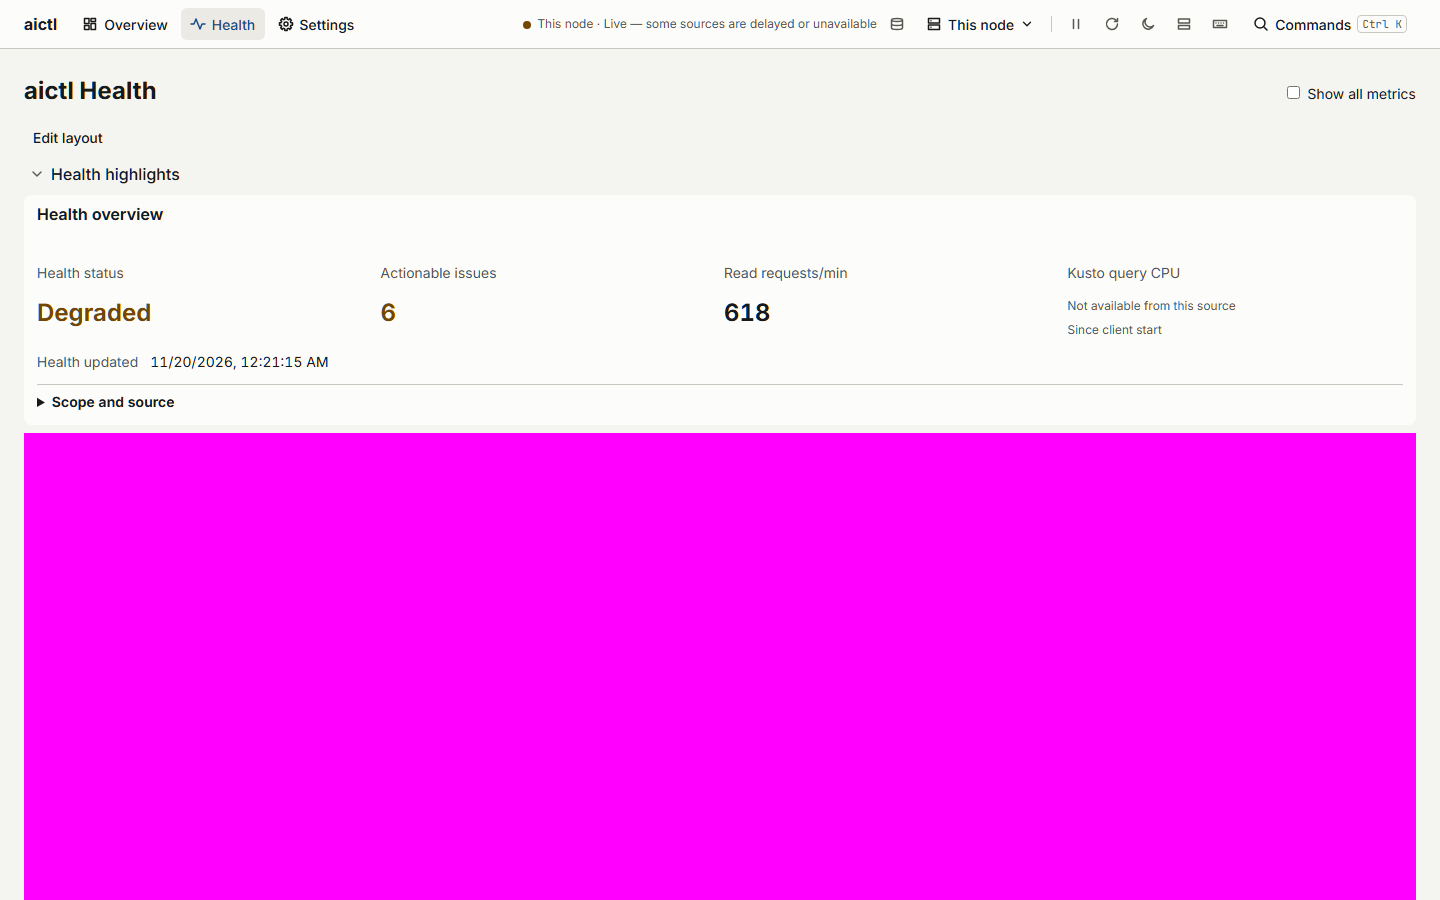 aictl Overview Health Settings This node · Live — some sources are delayed or unavailable This node Commands Ctrl K
aictl Health
Show all metrics
Edit layout
Health highlights
Health overview
Health status Actionable issues Read requests/min Kusto query CPU
Degraded 6 618 Not available from this source
Since client start
Health updated 11/20/2026, 12:21:15 AM
Scope and source